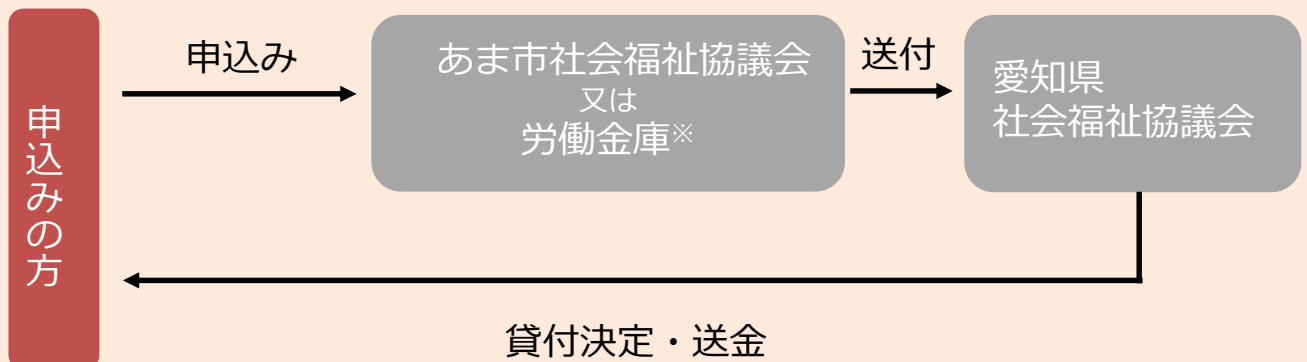 申込みの方
申込み
あま市社会福祉協議会
又は
労働金庫※
送付
愛知県
社会福祉協議会
貸付決定・送金